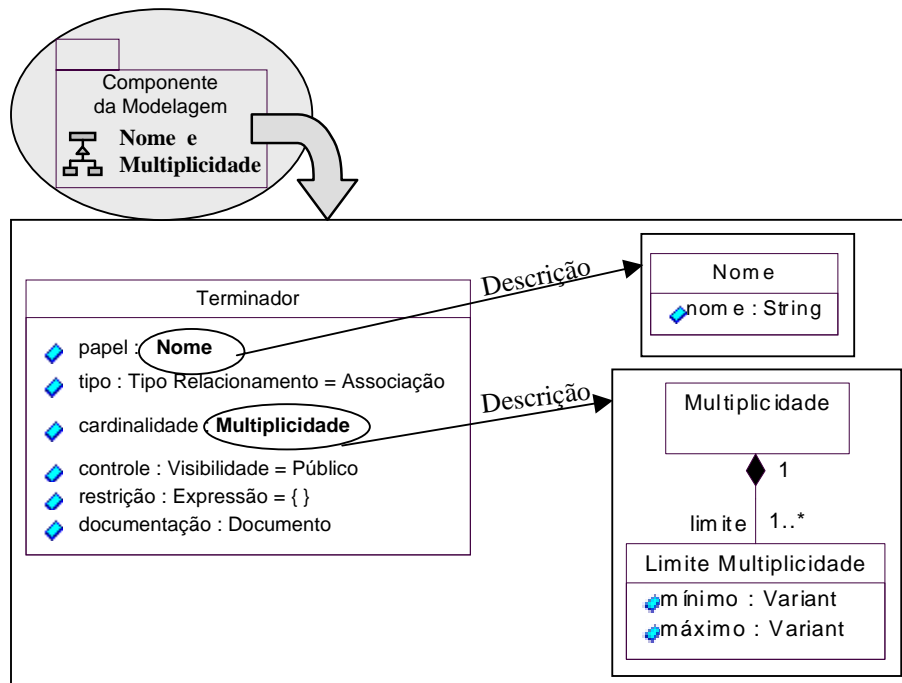 Componente
da Modelagem
Nome e
Multiplicidade
Terminador
papel : Nome
tipo : Tipo Relacionamento = Associação
cardinalidade : Multiplicidade
controle : Visibilidade = Público
restrição : Expressão = { }
documentação : Documento
Descrição
Nome
nome : String
Descrição
Multiplicidade
1
limite 1..*
Limite Multiplicidade
mínimo : Variant
máximo : Variant